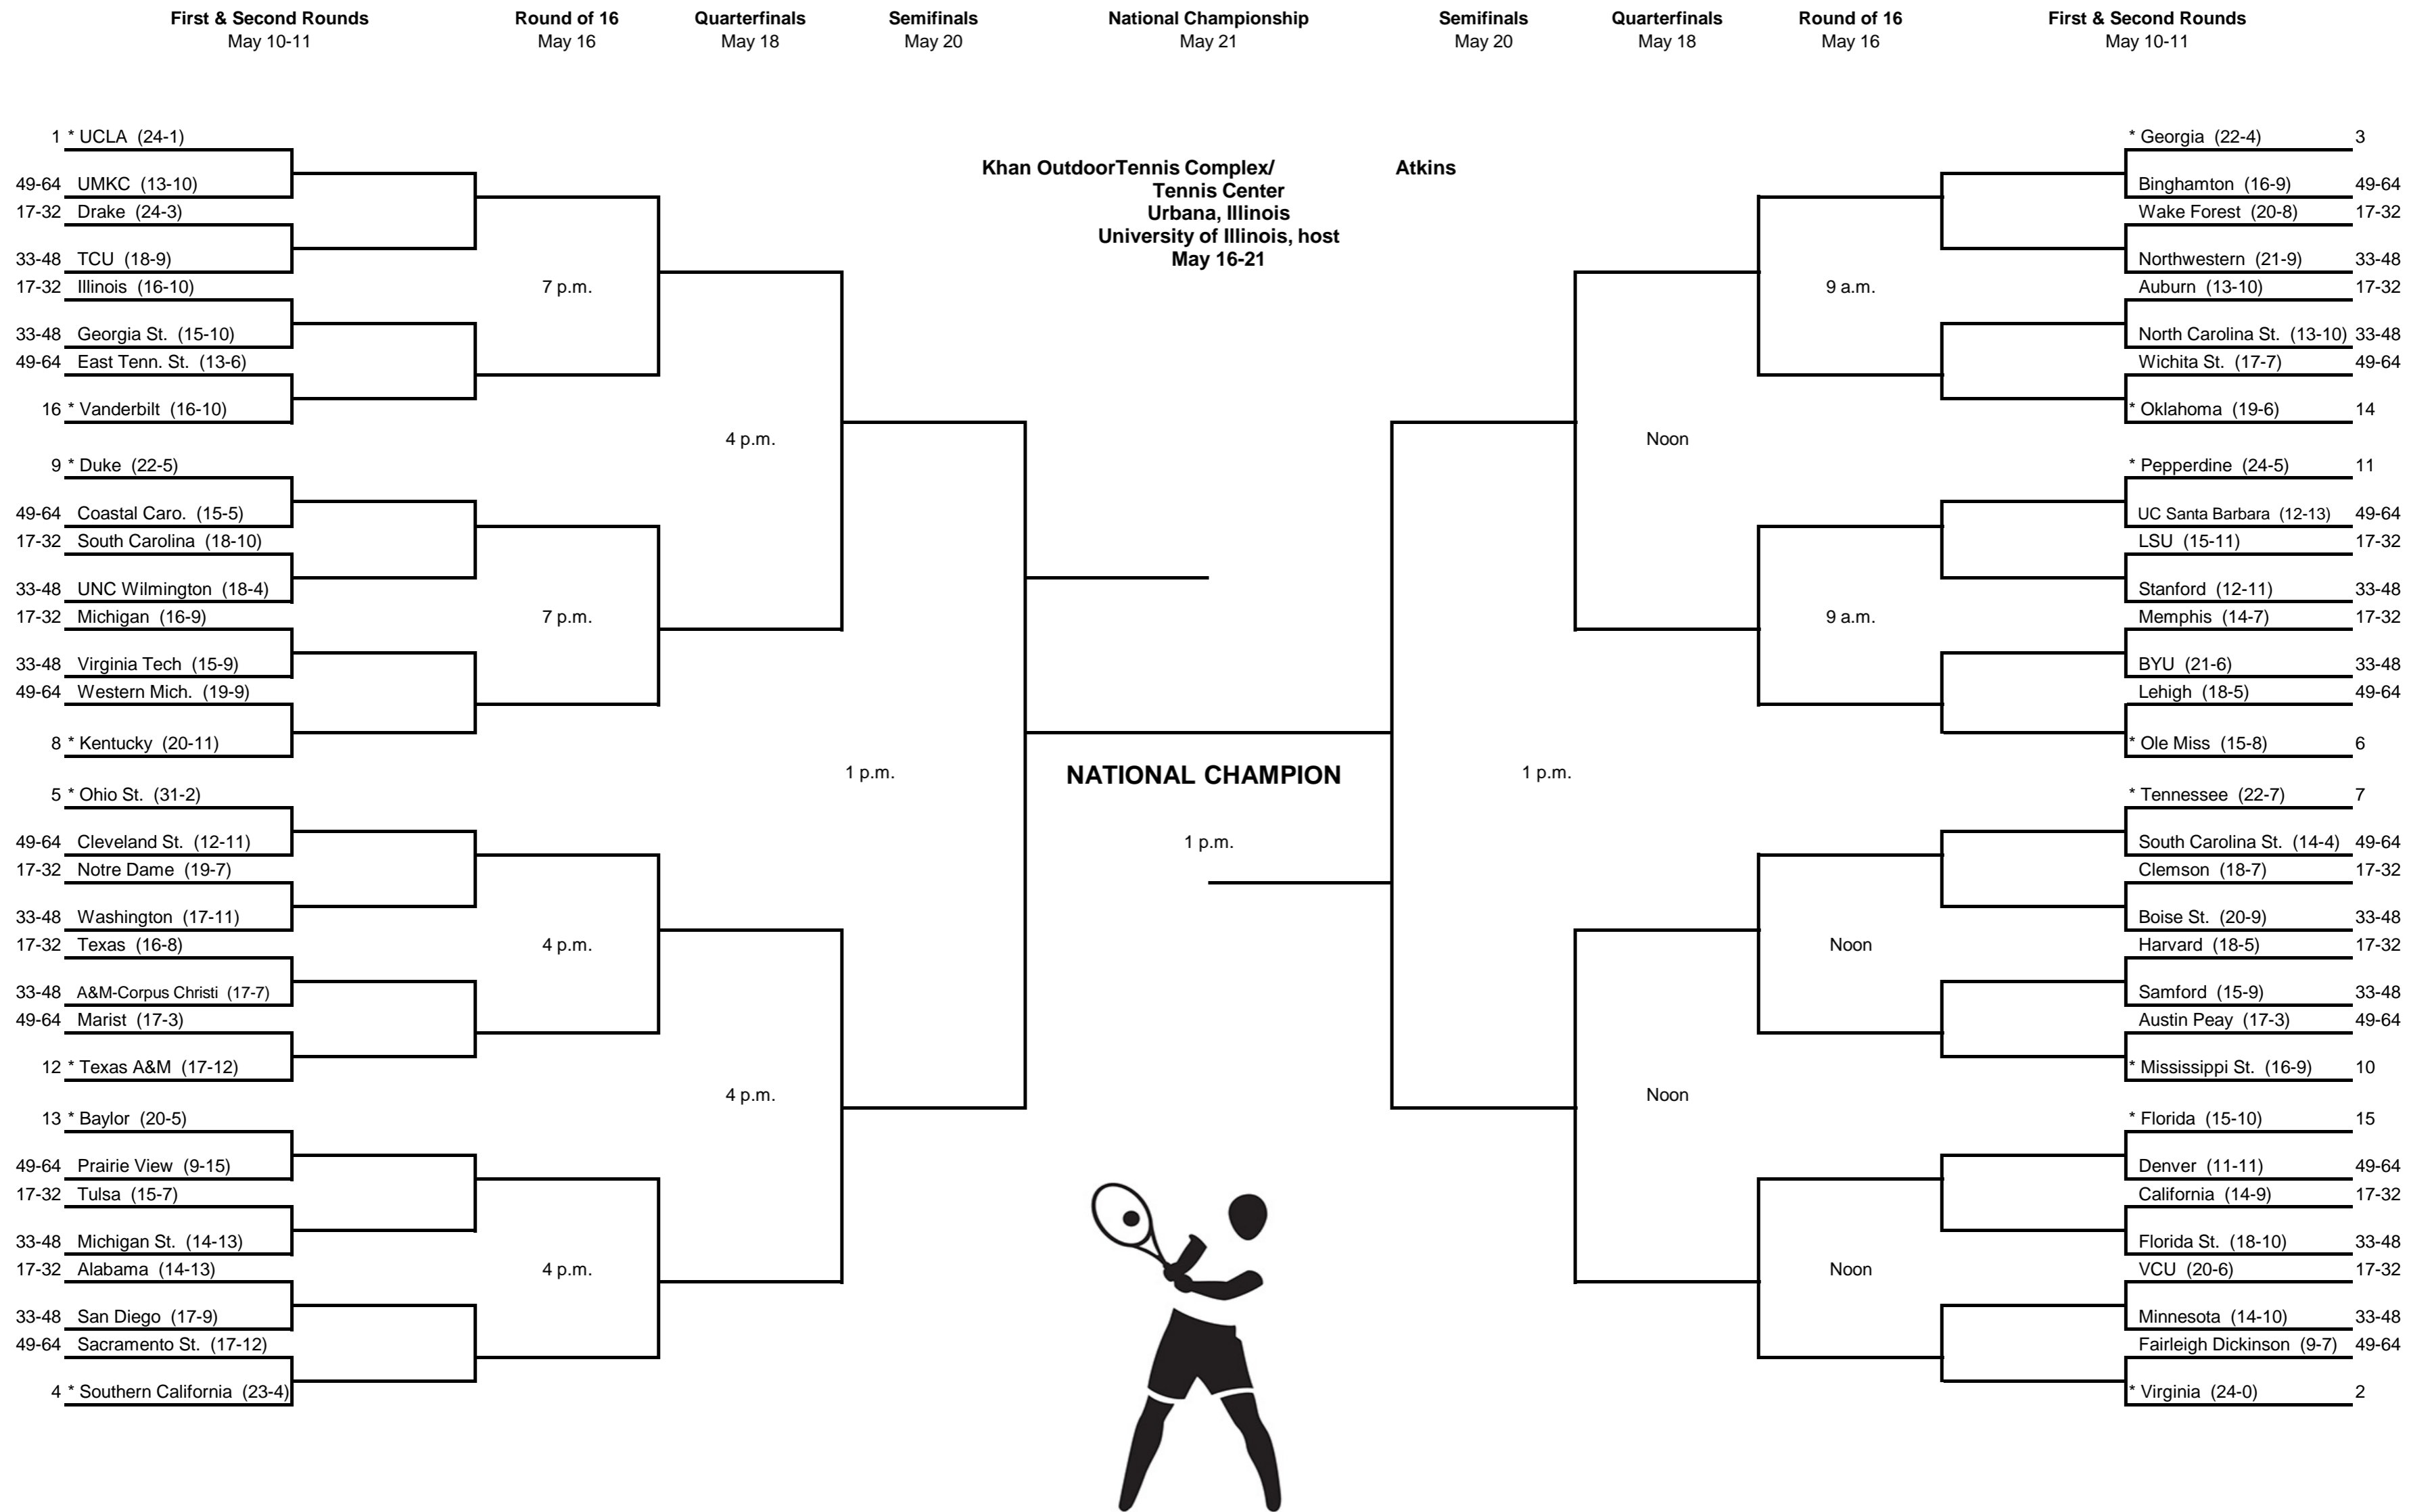 First & Second Rounds Round of 16 Quarterfinals Semifinals National Championship Semifinals Quarterfinals Round of 16 First & Second Rounds
May 10-11 May 16 May 18 May 20 May 21 May 20 May 18 May 16 May 10-11
1 * UCLA (24-1)
49-64 UMKC (13-10)
17-32 Drake (24-3)
33-48 TCU (18-9)
17-32 Illinois (16-10)
7 p.m.
33-48 Georgia St. (15-10)
49-64 East Tenn. St. (13-6)
16 * Vanderbilt (16-10)
4 p.m.
9 * Duke (22-5)
49-64 Coastal Caro. (15-5)
17-32 South Carolina (18-10)
33-48 UNC Wilmington (18-4)
17-32 Michigan (16-9)
7 p.m.
33-48 Virginia Tech (15-9)
49-64 Western Mich. (19-9)
8 * Kentucky (20-11)
1 p.m.
5 * Ohio St. (31-2)
49-64 Cleveland St. (12-11)
17-32 Notre Dame (19-7)
33-48 Washington (17-11)
17-32 Texas (16-8)
4 p.m.
33-48 A&M-Corpus Christi (17-7)
49-64 Marist (17-3)
12 * Texas A&M (17-12)
4 p.m.
13 * Baylor (20-5)
49-64 Prairie View (9-15)
17-32 Tulsa (15-7)
33-48 Michigan St. (14-13)
17-32 Alabama (14-13)
4 p.m.
33-48 San Diego (17-9)
49-64 Sacramento St. (17-12)
4 * Southern California (23-4)
Khan OutdoorTennis Complex/ Atkins
Tennis Center
Urbana, Illinois
University of Illinois, host
May 16-21
NATIONAL CHAMPION
1 p.m.
* Georgia (22-4) 3
Binghamton (16-9) 49-64
Wake Forest (20-8) 17-32
Northwestern (21-9) 33-48
9 a.m.
Auburn (13-10) 17-32
North Carolina St. (13-10) 33-48
Wichita St. (17-7) 49-64
* Oklahoma (19-6) 14
Noon
* Pepperdine (24-5) 11
UC Santa Barbara (12-13) 49-64
LSU (15-11) 17-32
Stanford (12-11) 33-48
9 a.m.
Memphis (14-7) 17-32
BYU (21-6) 33-48
Lehigh (18-5) 49-64
* Ole Miss (15-8) 6
1 p.m.
* Tennessee (22-7) 7
South Carolina St. (14-4) 49-64
Clemson (18-7) 17-32
Boise St. (20-9) 33-48
Noon
Harvard (18-5) 17-32
Samford (15-9) 33-48
Austin Peay (17-3) 49-64
* Mississippi St. (16-9) 10
Noon
* Florida (15-10) 15
Denver (11-11) 49-64
California (14-9) 17-32
Florida St. (18-10) 33-48
Noon
VCU (20-6) 17-32
Minnesota (14-10) 33-48
Fairleigh Dickinson (9-7) 49-64
* Virginia (24-0) 2